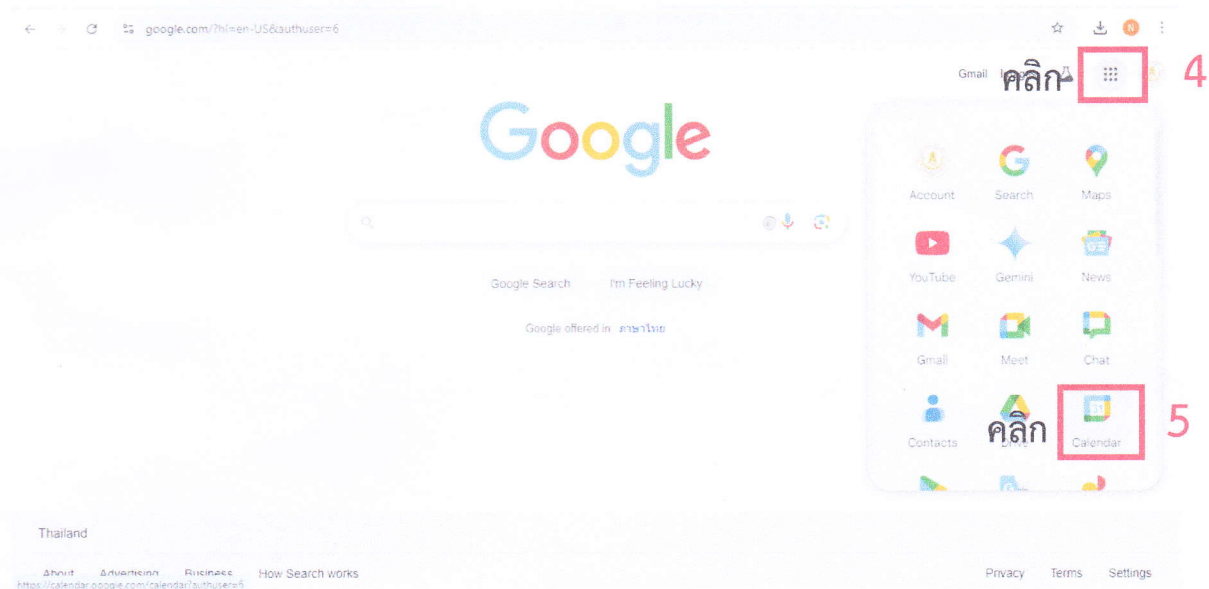 google.com/?hl=en-US&authuser=6
N
Gmail
คลิก
4
Google
Account Search Maps
YouTube Gemini News
Google Search I'm Feeling Lucky
Google offered in ภาษาไทย
Gmail Meet Chat
31
คลิก
5
Contacts Drive Calendar
Thailand
About Advertising Business How Search works
Privacy Terms Settings
https://calendar.google.com/calendar?authuser=5